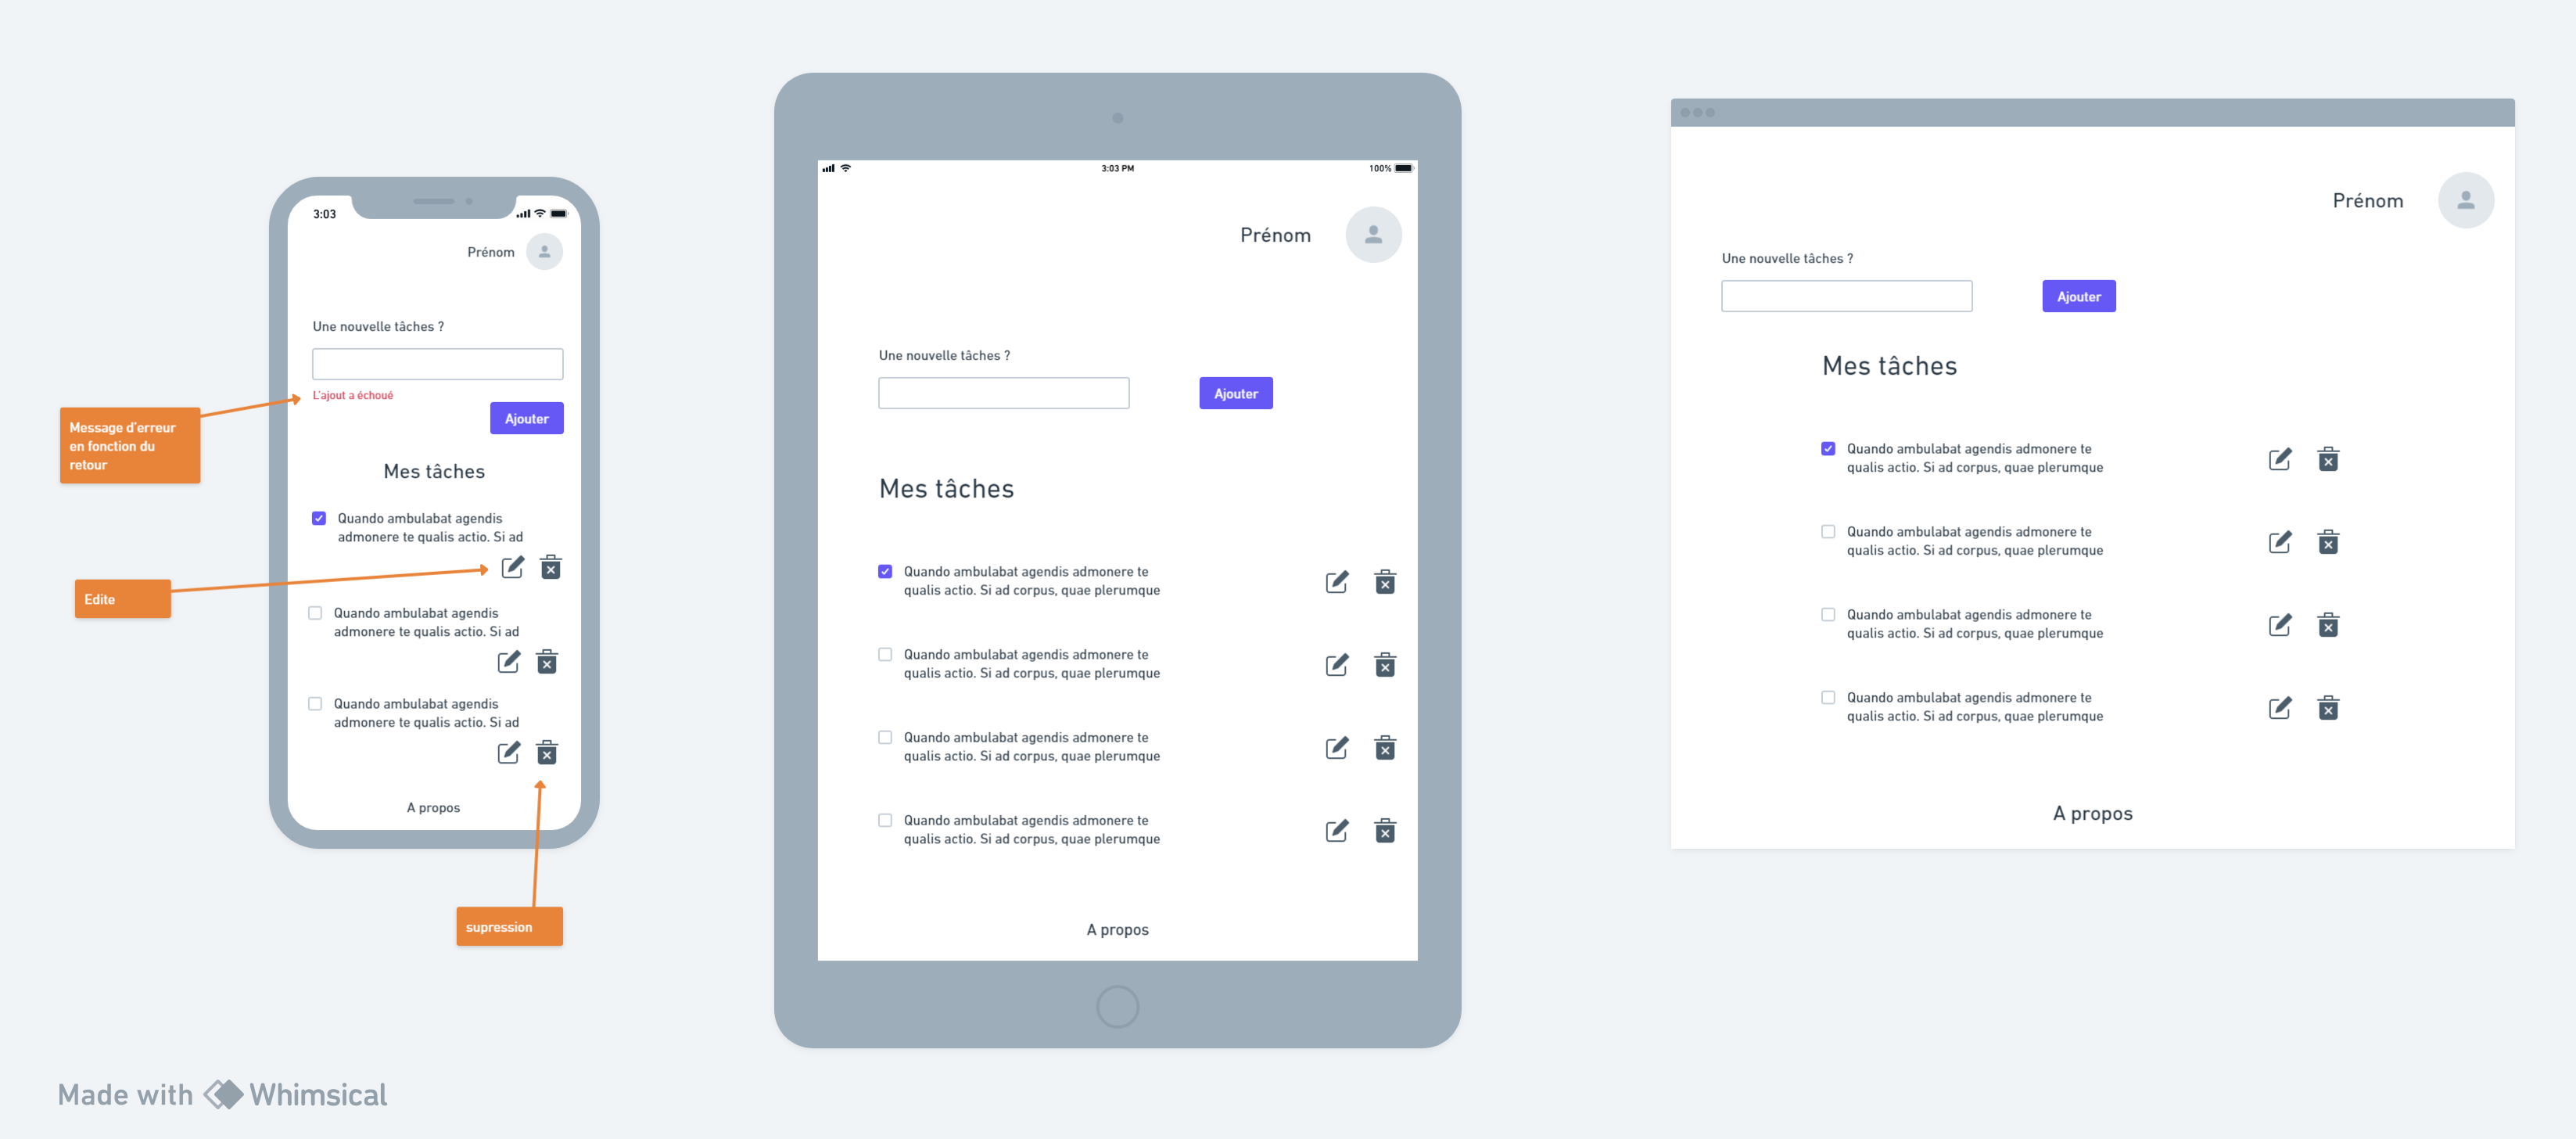 Message d'erreur
en fonction du
retour
Edite
supression
3:03
Prénom
Une nouvelle tâches ?
L'ajout a échoué
Ajouter
Mes tâches
Quando ambulabat agendis
admonere te qualis actio. Si ad
Quando ambulabat agendis
admonere te qualis actio. Si ad
Quando ambulabat agendis
admonere te qualis actio. Si ad
A propos
3:03 PM
100%
Prénom
Une nouvelle tâches ?
Ajouter
Mes tâches
Quando ambulabat agendis admonere te
qualis actio. Si ad corpus, quae plerumque
Quando ambulabat agendis admonere te
qualis actio. Si ad corpus, quae plerumque
Quando ambulabat agendis admonere te
qualis actio. Si ad corpus, quae plerumque
Quando ambulabat agendis admonere te
qualis actio. Si ad corpus, quae plerumque
A propos
Prénom
Une nouvelle tâches ?
Ajouter
Mes tâches
Quando ambulabat agendis admonere te
qualis actio. Si ad corpus, quae plerumque
Quando ambulabat agendis admonere te
qualis actio. Si ad corpus, quae plerumque
Quando ambulabat agendis admonere te
qualis actio. Si ad corpus, quae plerumque
Quando ambulabat agendis admonere te
qualis actio. Si ad corpus, quae plerumque
A propos
Made with Whimsical